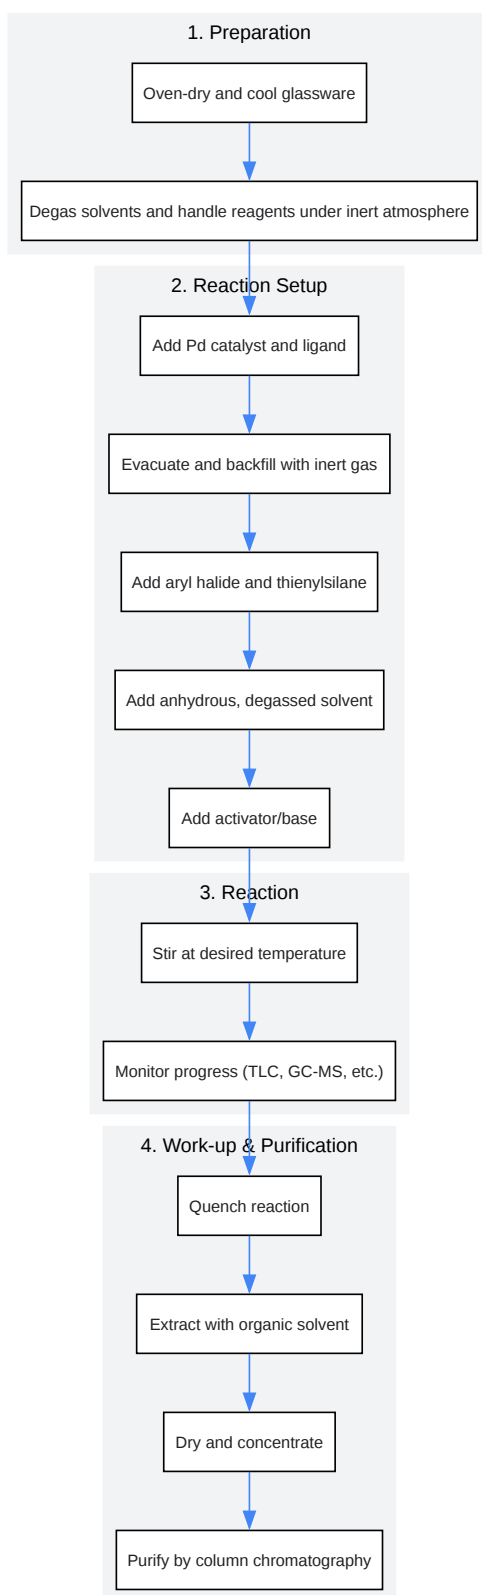 1. Preparation
Oven-dry and cool glassware
Degas solvents and handle reagents under inert atmosphere
2. Reaction Setup
Add Pd catalyst and ligand
Evacuate and backfill with inert gas
Add aryl halide and thienylsilane
Add anhydrous, degassed solvent
Add activator/base
3. Reaction
Stir at desired temperature
Monitor progress (TLC, GC-MS, etc.)
4. Work-up & Purification
Quench reaction
Extract with organic solvent
Dry and concentrate
Purify by column chromatography